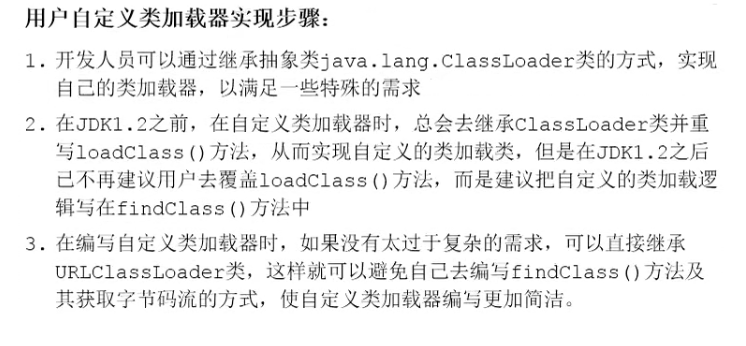 用户自定义类加载器实现步骤：
1. 开发人员可以通过继承抽象类java.lang.ClassLoader类的方式，实现
自己的类加载器，以满足一些特殊的需求
2. 在JDK1.2之前，在自定义类加载器时，总会去继承ClassLoader类并重
写loadClass()方法，从而实现自定义的类加载类，但是在JDK1.2之后
已不再建议用户去覆盖loadClass()方法，而是建议把自定义的类加载逻
辑写在findClass()方法中
3. 在编写自定义类加载器时，如果没有太过于复杂的需求，可以直接继承
URLClassLoader类，这样就可以避免自己去编写findClass()方法及
其获取字节码流的方式，使自定义类加载器编写更加简洁。